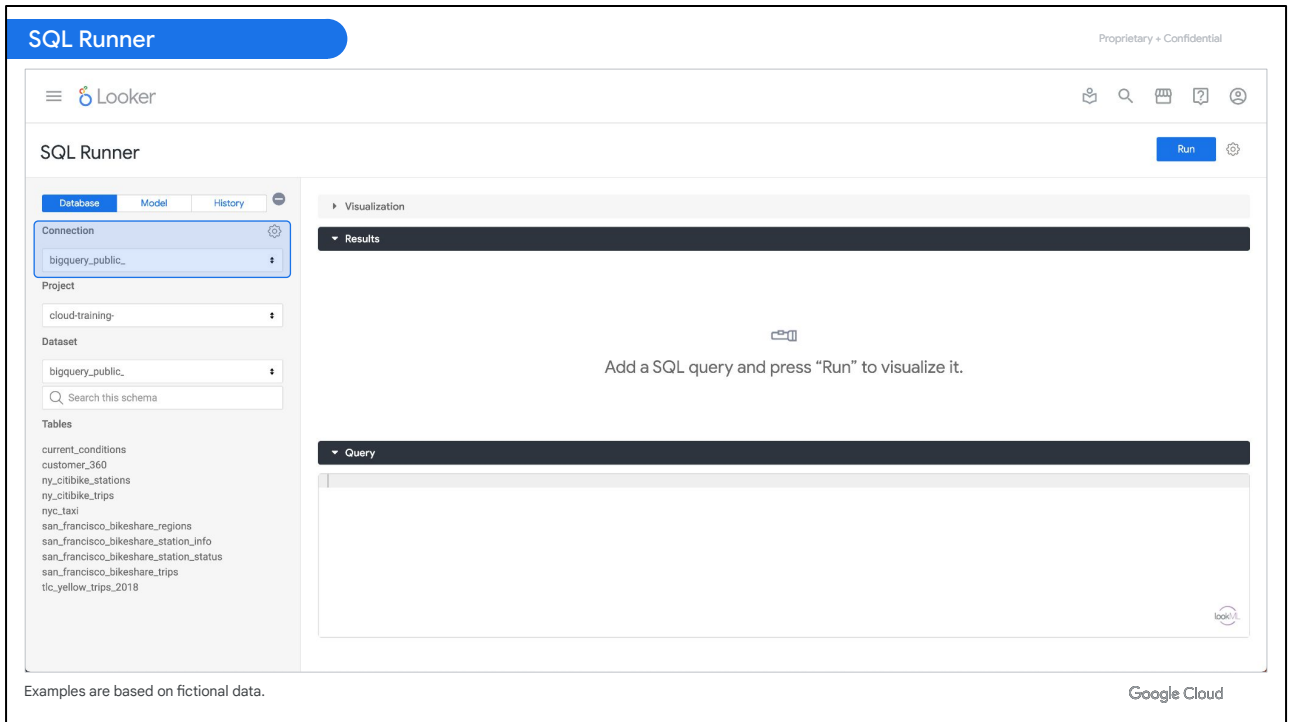 SQL Runner
Proprietary + Confidential
Looker
SQL Runner
Run
Database Model History
Connection
bigquery_public_
Project
cloud-training-
Dataset
bigquery_public_
Search this schema
Tables
current_conditions
customer_360
ny_citibike_stations
ny_citibike_trips
nyc_taxi
san_francisco_bikeshare_regions
san_francisco_bikeshare_station_info
san_francisco_bikeshare_station_status
san_francisco_bikeshare_trips
tlc_yellow_trips_2018
Visualization
Results
Add a SQL query and press “Run” to visualize it.
Query
lookML
Examples are based on fictional data.
Google Cloud